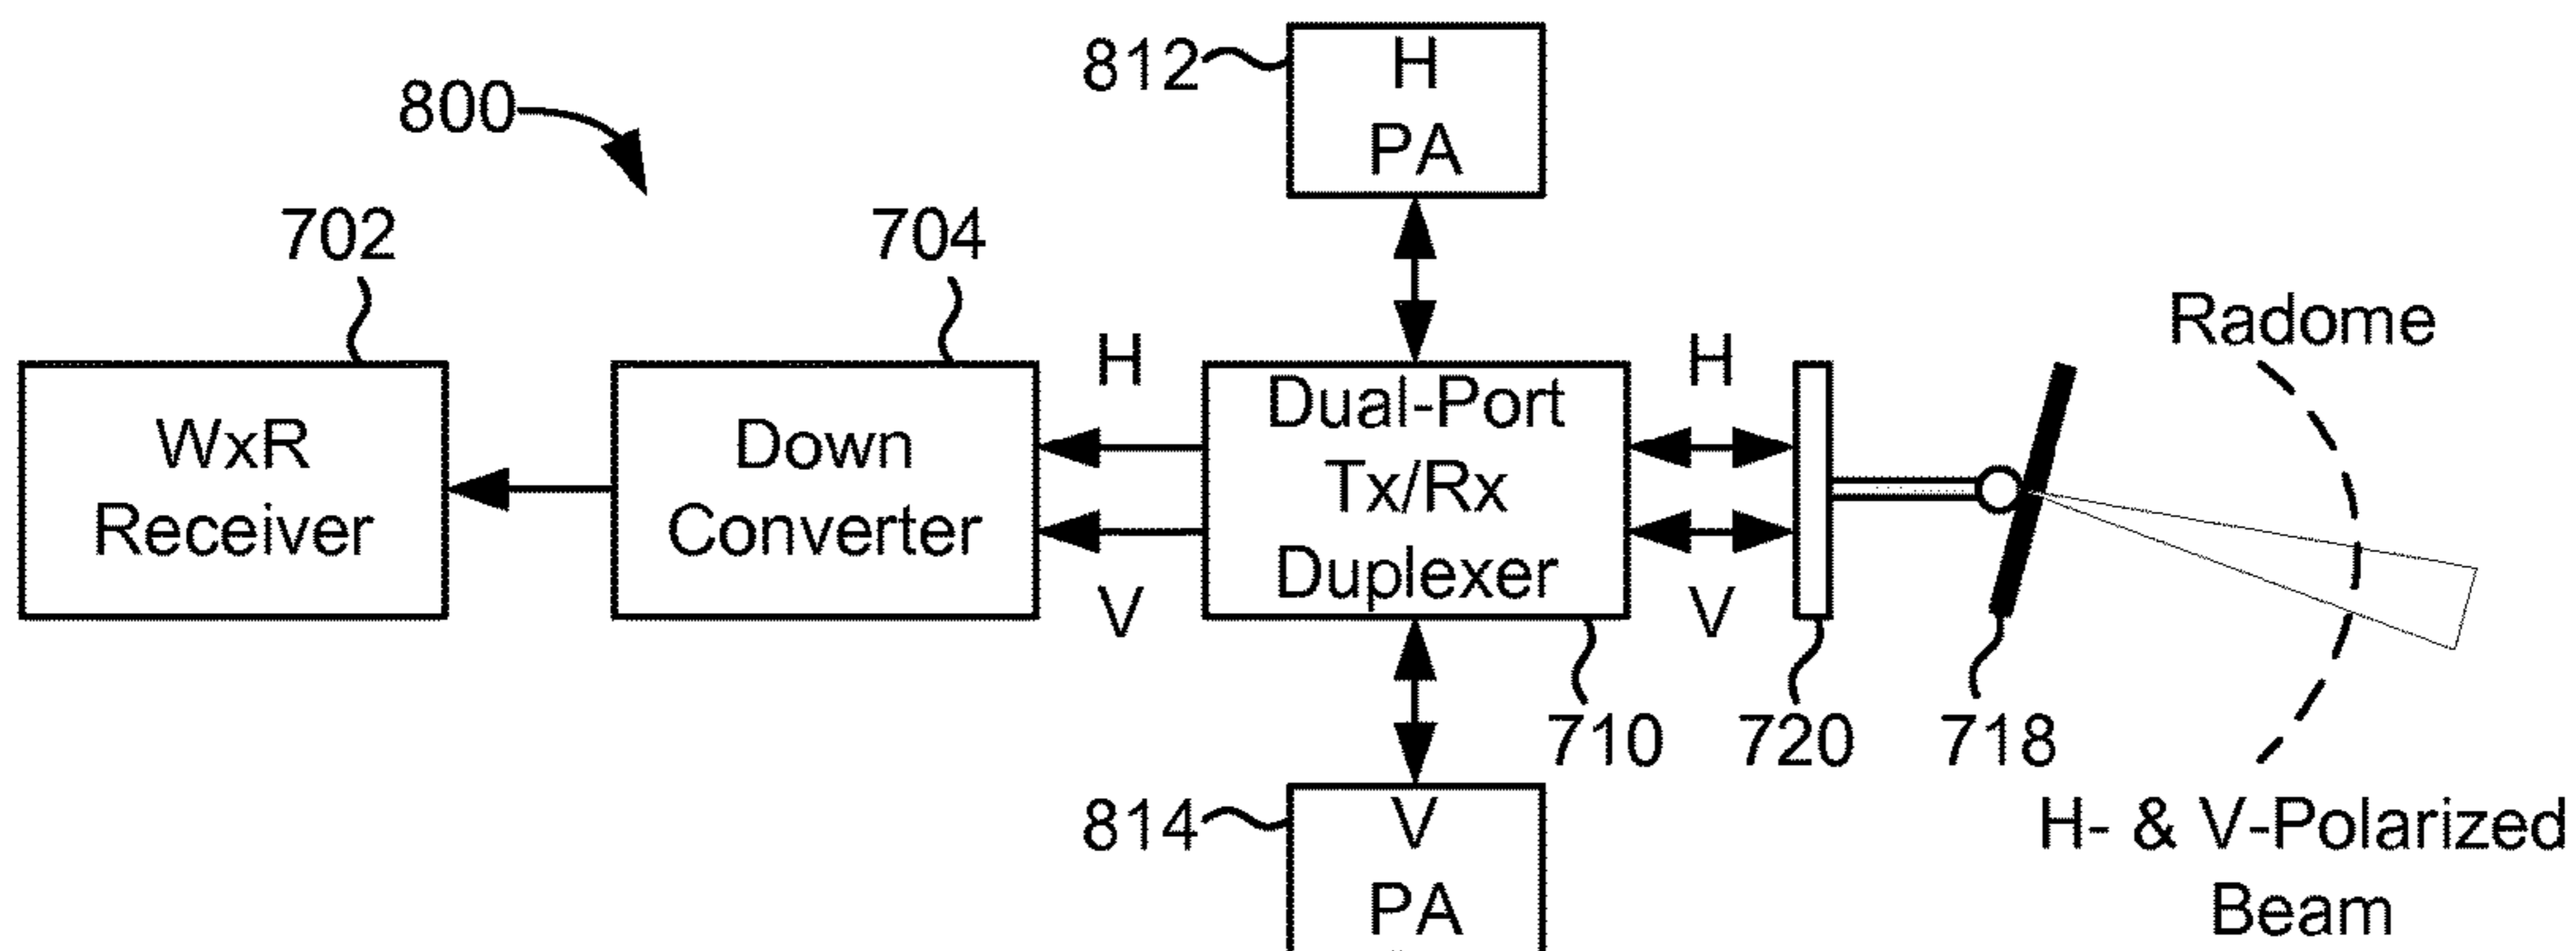 812
H
PA
800
702
704
Radome
WxR
Receiver
Down
Converter
H
V
Dual-Port
Tx/Rx
Duplexer
H
V
710
720
718
814
V
PA
H- & V-Polarized
Beam